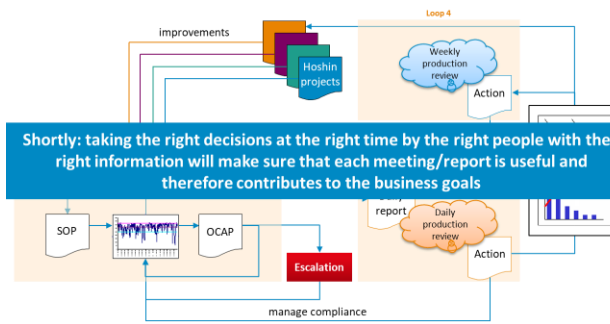 Loop 4
improvements
Hoshin
projects
Weekly
production
review
Action
Shortly: taking the right decisions at the right time by the right people with the
right information will make sure that each meeting/report is useful and
therefore contributes to the business goals
report
SOP
OCAP
Daily
production
review
Escalation
Action
manage compliance